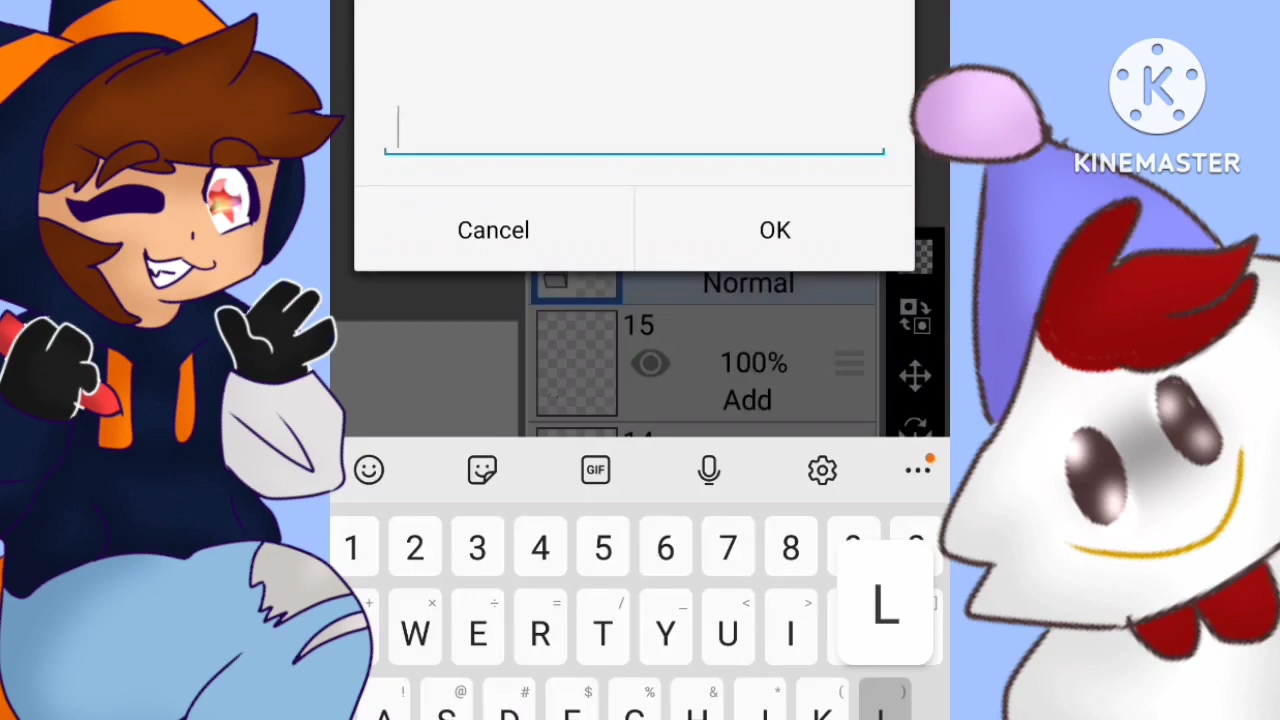 K
KINEMASTER
Cancel OK
Normal
15
100%
Add
GIF
1 2 3 4 5 6 7 8
+ × ÷ = / _ < > ]
W E R T Y U I
L
! @ # $ % & * ( )
A S D F G H J K L